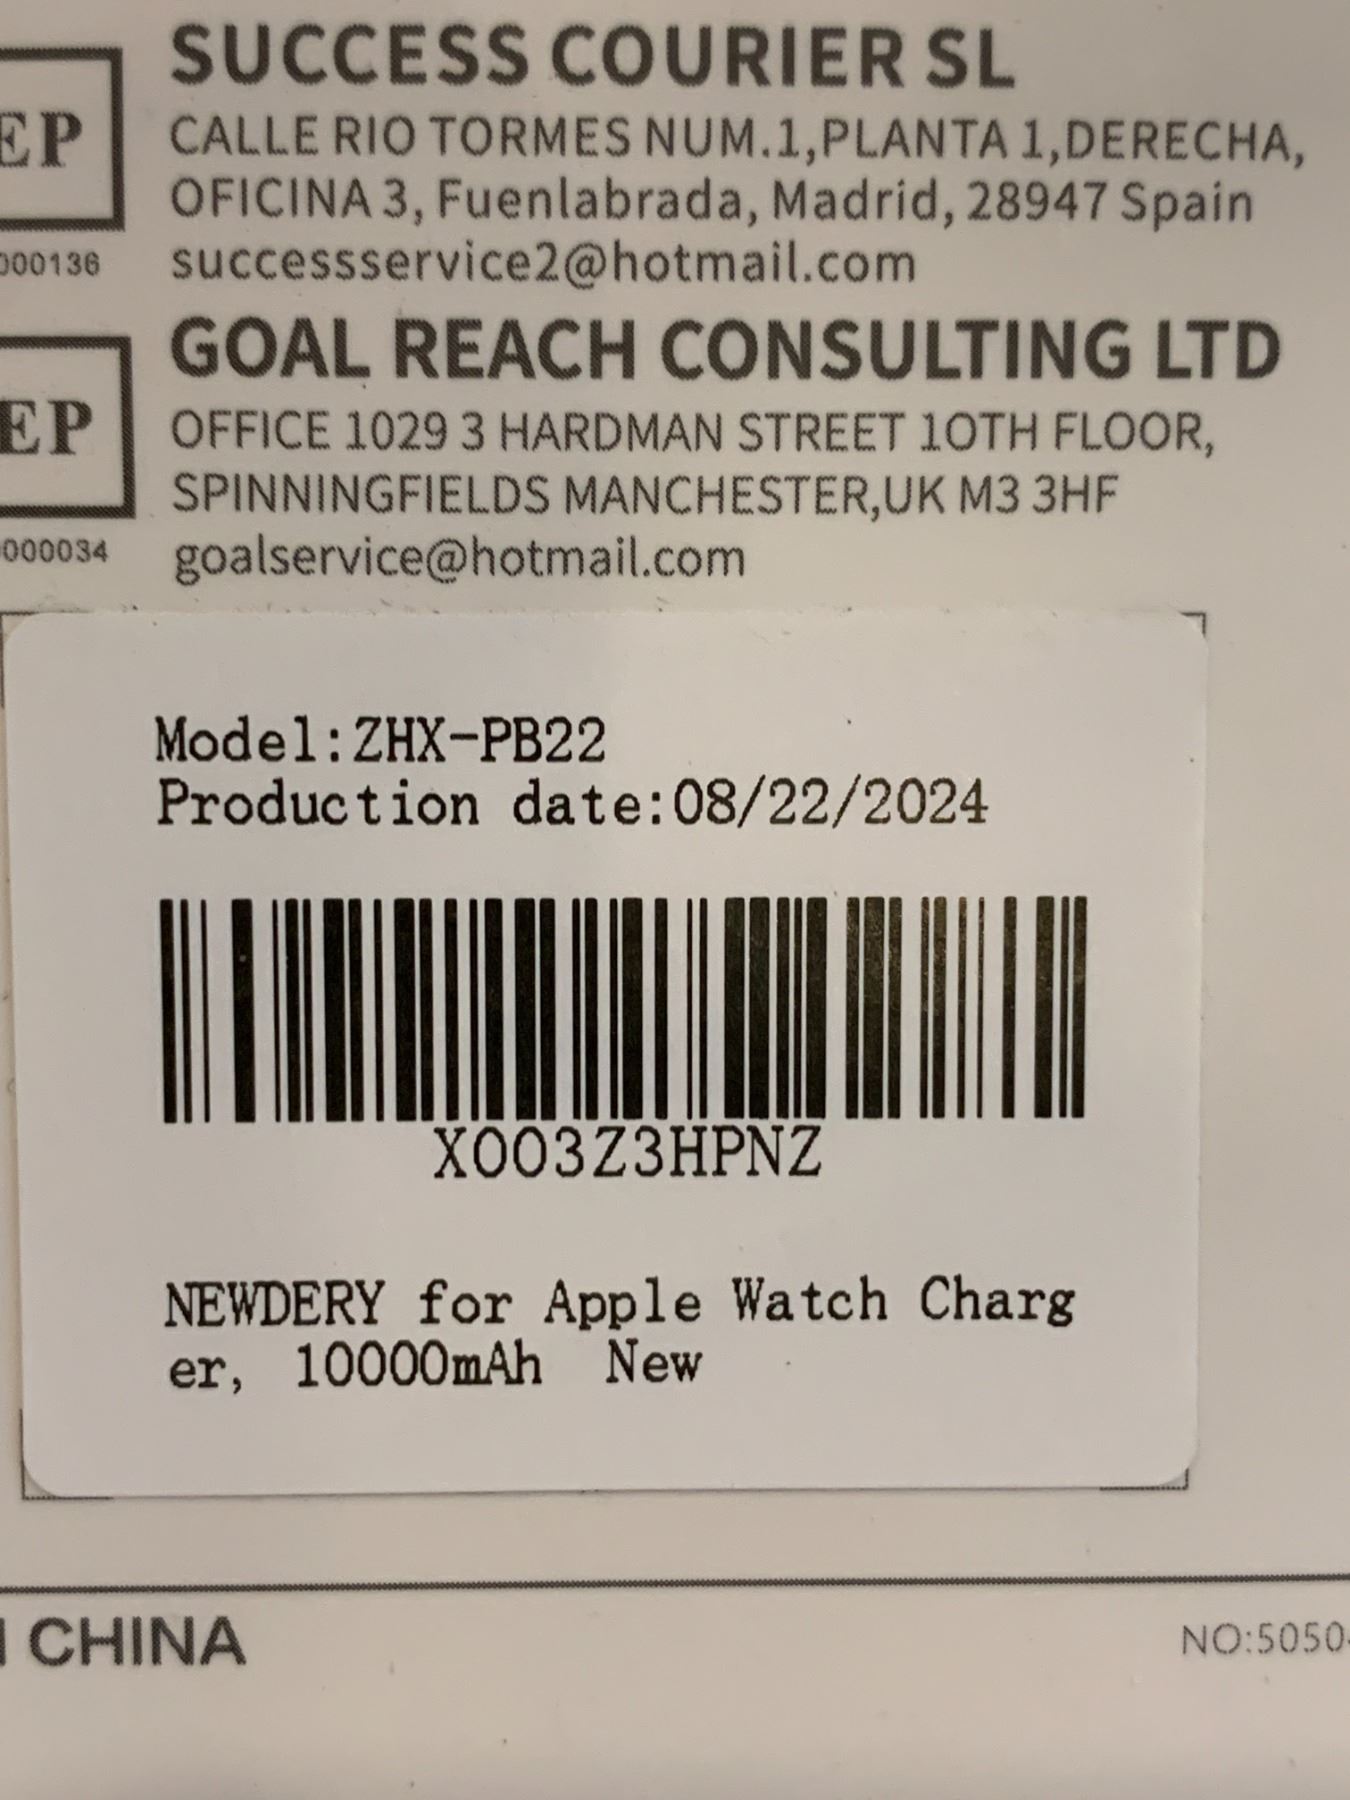 SUCCESS COURIER SL
EP
CALLE RIO TORMES NUM.1,PLANTA 1,DERECHA,
OFICINA 3, Fuenlabrada, Madrid, 28947 Spain
000136
successservice2@hotmail.com
GOAL REACH CONSULTING LTD
EP
OFFICE 1029 3 HARDMAN STREET 1OTH FLOOR,
SPINNINGFIELDS MANCHESTER,UK M3 3HF
000034
goalservice@hotmail.com
Model:ZHX-PB22
Production date:08/22/2024
X003Z3HPNZ
NEWDERY for Apple Watch Charg
er, 10000mAh New
CHINA
NO:5050